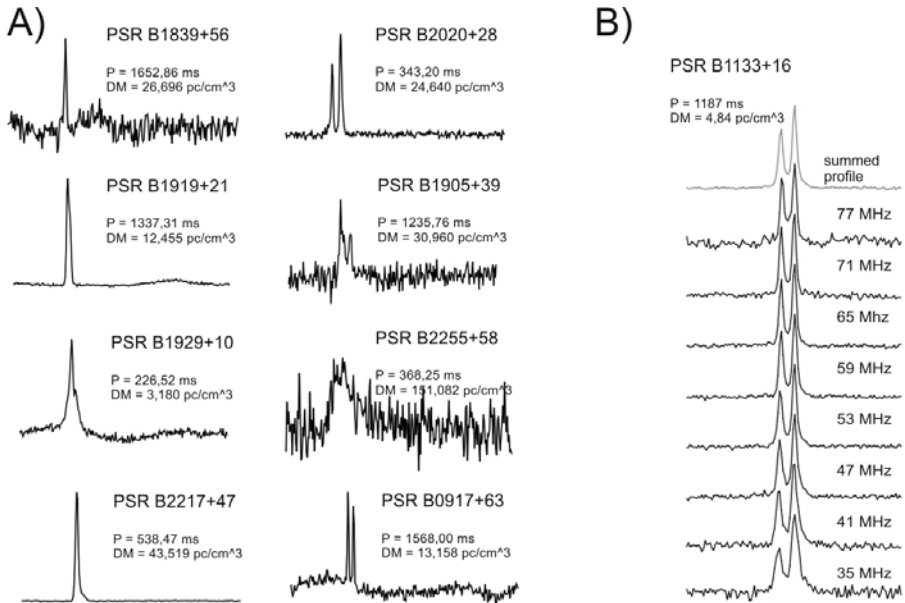 A)
PSR B1839+56
P = 1652,86 ms
DM = 26,696 pc/cm^3
PSR B2020+28
P = 343,20 ms
DM = 24,640 pc/cm^3
PSR B1919+21
P = 1337,31 ms
DM = 12,455 pc/cm^3
PSR B1905+39
P = 1235,76 ms
DM = 30,960 pc/cm^3
PSR B1929+10
P = 226,52 ms
DM = 3,180 pc/cm^3
PSR B2255+58
P = 368,25 ms
DM = 151,082 pc/cm^3
PSR B2217+47
P = 538,47 ms
DM = 43,519 pc/cm^3
PSR B0917+63
P = 1568,00 ms
DM = 13,158 pc/cm^3
B)
PSR B1133+16
P = 1187 ms
DM = 4,84 pc/cm^3
summed
profile
77 MHz
71 MHz
65 Mhz
59 MHz
53 MHz
47 MHz
41 MHz
35 MHz